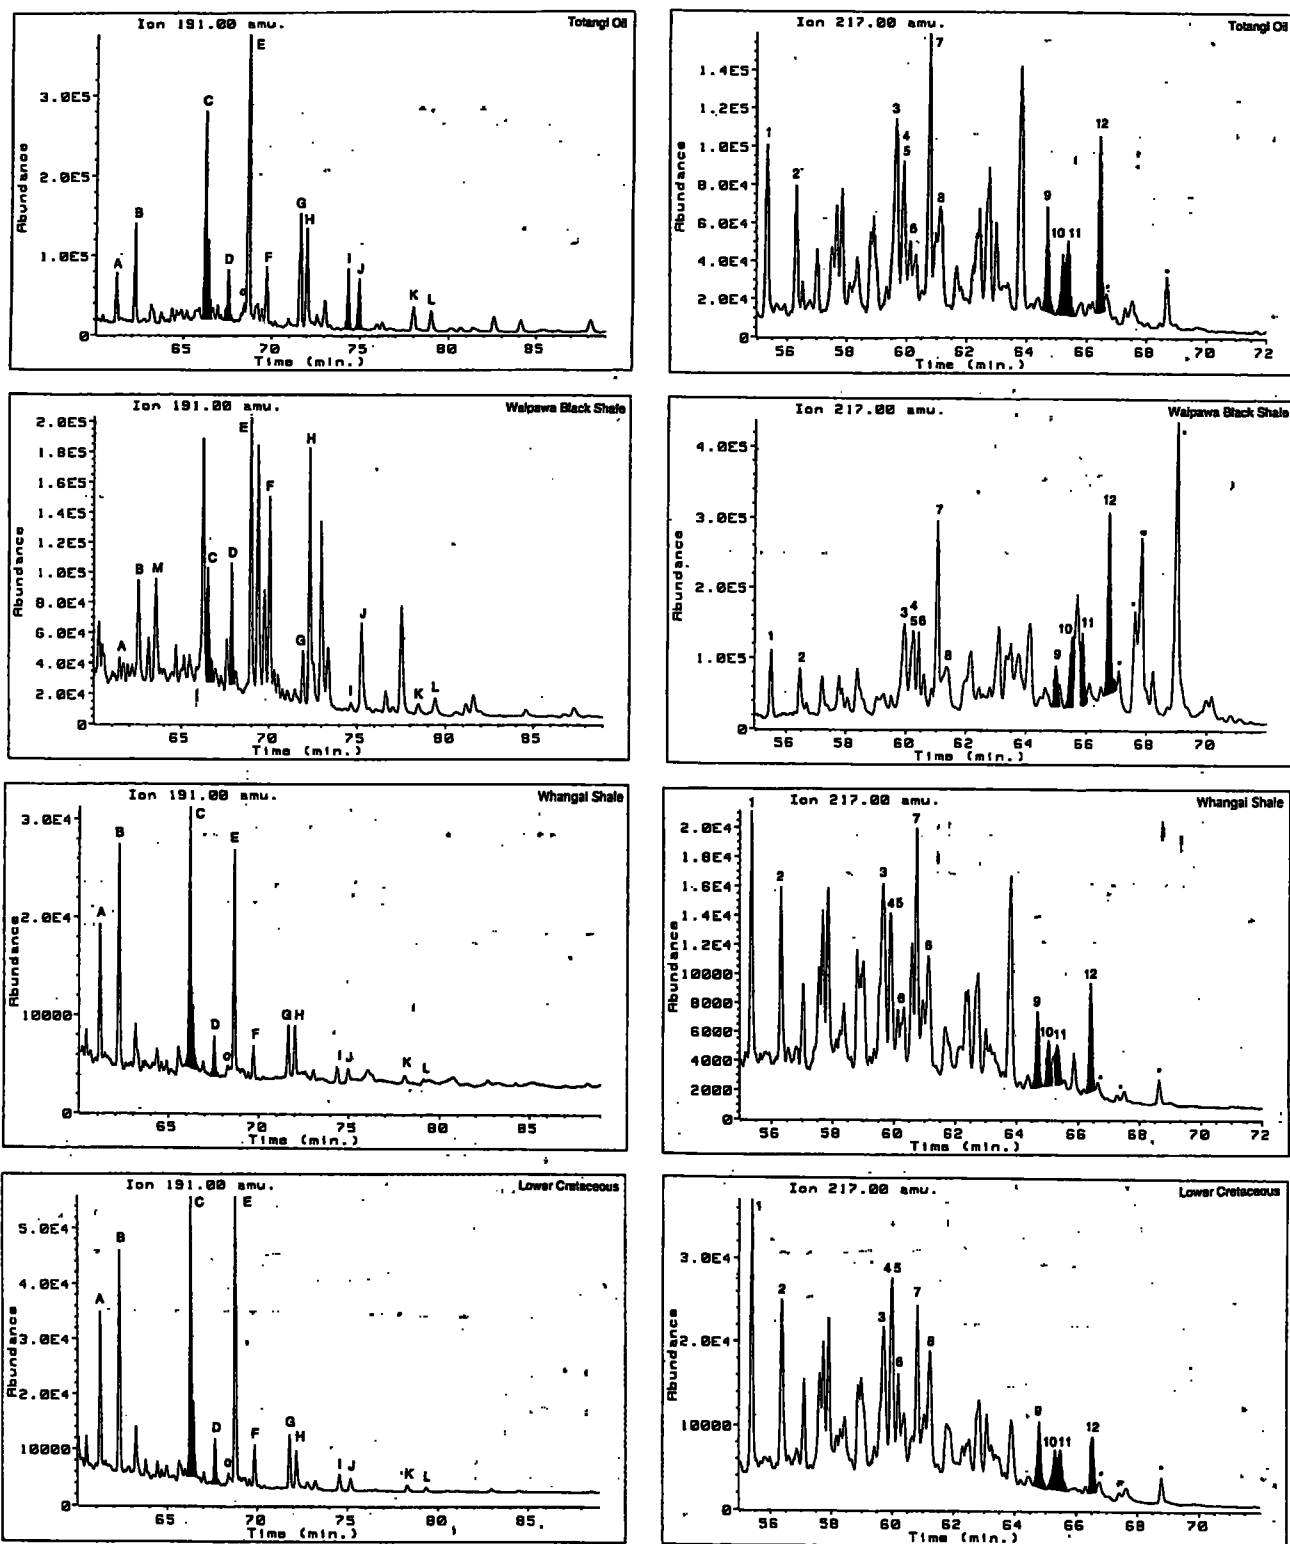 Ion 191.00 amu.
Totangi Oil
Abundance
3.0E5
2.0E5
1.0E5
0
65 70 75 80 85
Time (min.)
A B C D o E F G H I J K L
Ion 217.00 amu.
Totangi Oil
Abundance
1.4E5
1.2E5
1.0E5
8.0E4
6.0E4
4.0E4
2.0E4
0
56 58 60 62 64 66 68 70 72
Time (min.)
1 2 3 4 5 6 7 8 9 10 11 12
Ion 191.00 amu.
Waipawa Black Shale
Abundance
2.0E5
1.8E5
1.6E5
1.4E5
1.2E5
1.0E5
8.0E4
6.0E4
4.0E4
2.0E4
0
65 70 75 80 85
Time (min.)
A B M C D E F G H I J K L
Ion 217.00 amu.
Waipawa Black Shale
Abundance
4.0E5
3.0E5
2.0E5
1.0E5
0
56 58 60 62 64 66 68 70
Time (min.)
1 2 3 4 56 7 8 9 10 11 12
Ion 191.00 amu.
Whangai Shale
Abundance
3.0E4
2.0E4
10000
0
65 70 75 80 85
Time (min.)
A B C D o E F G H I J K L
Ion 217.00 amu.
Whangai Shale
Abundance
2.0E4
1.8E4
1.6E4
1.4E4
1.2E4
10000
8000
6000
4000
2000
0
56 58 60 62 64 66 68 70 72
Time (min.)
1 2 3 45 6 7 8 9 10 11 12
Ion 191.00 amu.
Lower Cretaceous
Abundance
5.0E4
4.0E4
3.0E4
2.0E4
10000
0
65 70 75 80 85
Time (min.)
A B C D o E F G H I J K L
Ion 217.00 amu.
Lower Cretaceous
Abundance
3.0E4
2.0E4
10000
0
56 58 60 62 64 66 68 70
Time (min.)
1 2 3 45 6 7 8 9 10 11 12